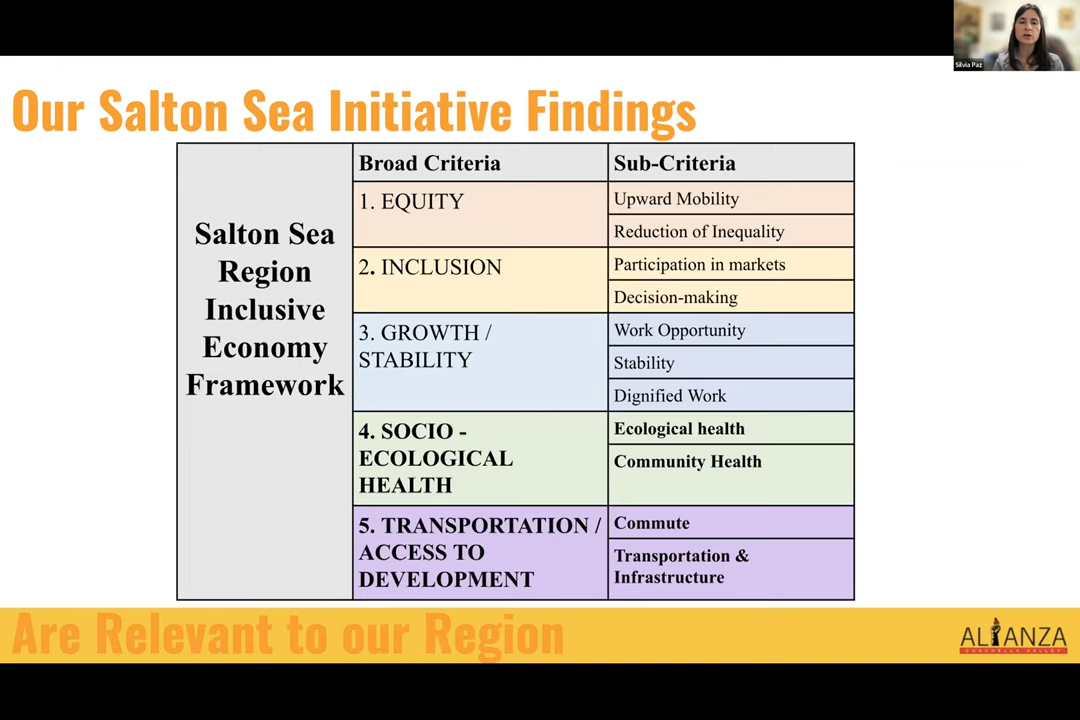 Silvia Paz
Our Salton Sea Initiative Findings
Salton Sea
Region
Inclusive
Economy
Framework
Broad Criteria
Sub-Criteria
1. EQUITY
Upward Mobility
Reduction of Inequality
2. INCLUSION
Participation in markets
Decision-making
3. GROWTH /
STABILITY
Work Opportunity
Stability
Dignified Work
4. SOCIO -
ECOLOGICAL
HEALTH
Ecological health
Community Health
5. TRANSPORTATION /
ACCESS TO
DEVELOPMENT
Commute
Transportation &
Infrastructure
Are Relevant to our Region
ALIANZA
COACHELLA VALLEY